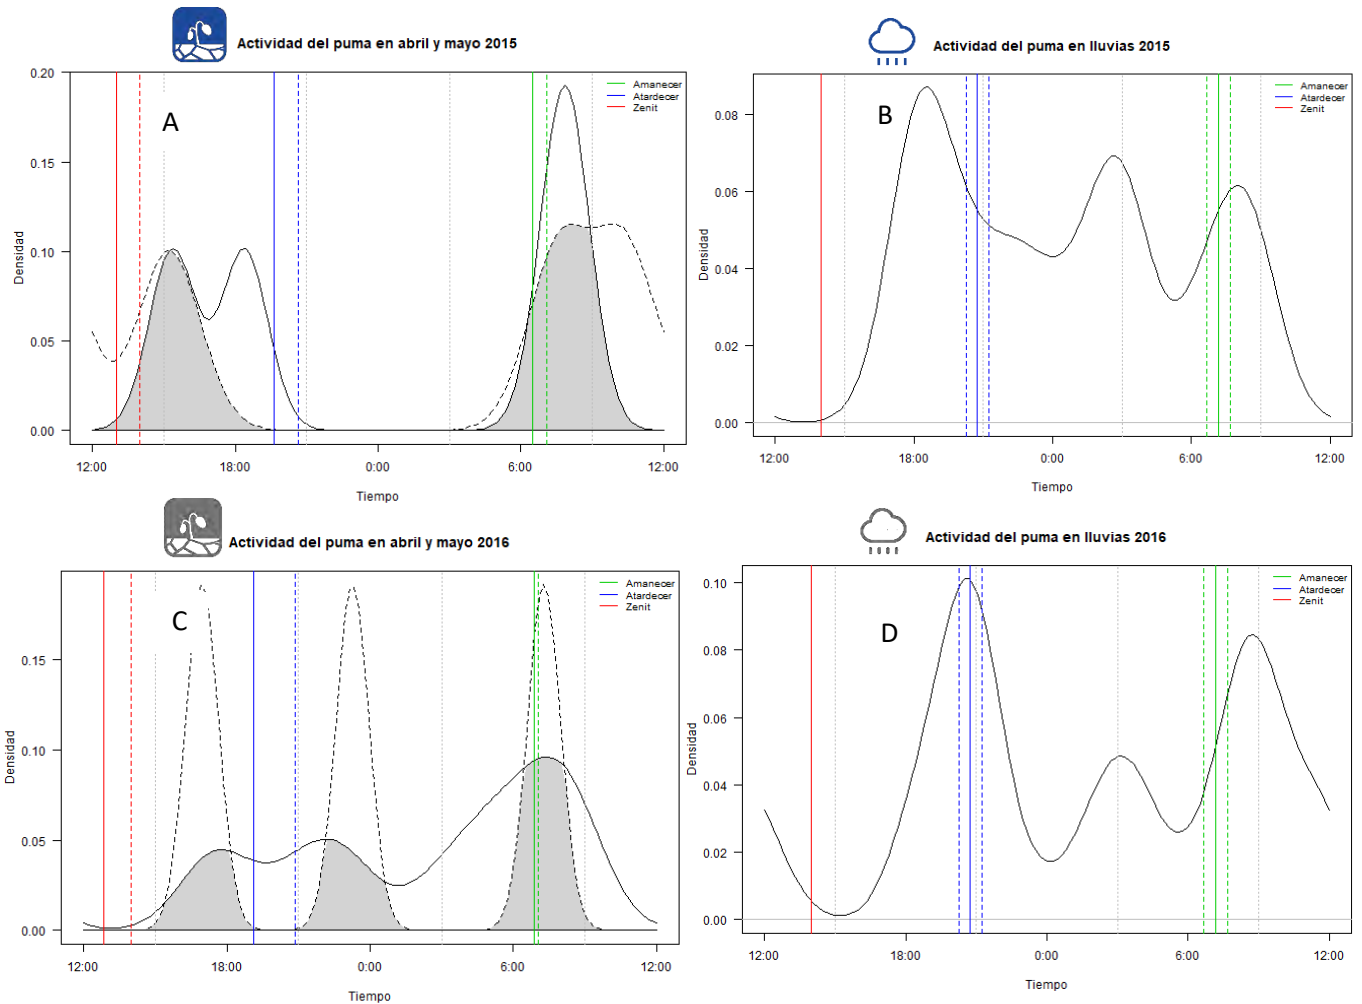 Actividad del puma en abril y mayo 2015
Amanecer
Atardecer
Zenit
A
Densidad
0.20
0.15
0.10
0.05
0.00
12:00 18:00 0:00 6:00 12:00
Tiempo
Actividad del puma en lluvias 2015
Amanecer
Atardecer
Zenit
B
Densidad
0.08
0.06
0.04
0.02
0.00
12:00 18:00 0:00 6:00 12:00
Tiempo
Actividad del puma en abril y mayo 2016
Amanecer
Atardecer
Zenit
C
Densidad
0.15
0.10
0.05
0.00
12:00 18:00 0:00 6:00 12:00
Tiempo
Actividad del puma en lluvias 2016
Amanecer
Atardecer
Zenit
D
Densidad
0.10
0.08
0.06
0.04
0.02
0.00
12:00 18:00 0:00 6:00 12:00
Tiempo